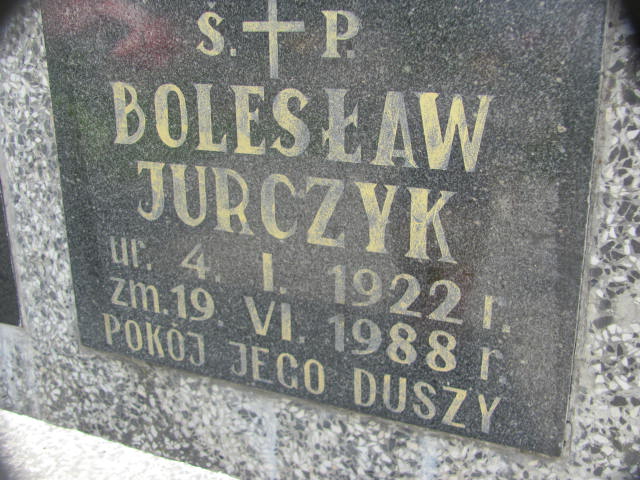 Ś. P.
BOLESŁAW
JURCZYK
ur. 4. I. 1922 r.
zm. 19. VI. 1988 r.
POKÓJ JEGO DUSZY